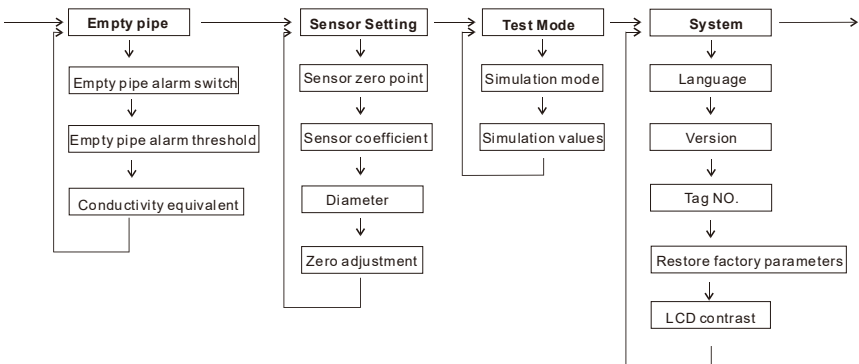 Empty pipe
Empty pipe alarm switch
Empty pipe alarm threshold
Conductivity equivalent
Sensor Setting
Sensor zero point
Sensor coefficient
Diameter
Zero adjustment
Test Mode
Simulation mode
Simulation values
System
Language
Version
Tag NO.
Restore factory parameters
LCD contrast